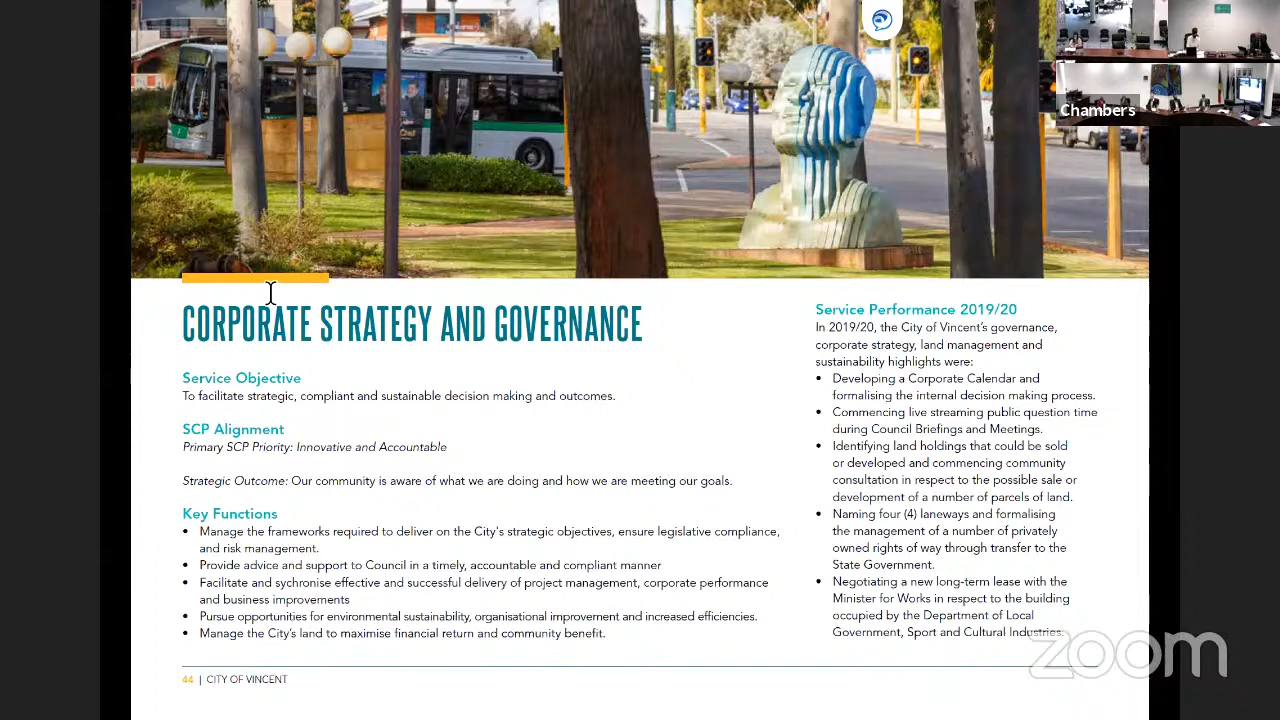 Chambers
CORPORATE STRATEGY AND GOVERNANCE
Service Objective
To facilitate strategic, compliant and sustainable decision making and outcomes.
SCP Alignment
Primary SCP Priority: Innovative and Accountable
Strategic Outcome: Our community is aware of what we are doing and how we are meeting our goals.
Key Functions
• Manage the frameworks required to deliver on the City's strategic objectives, ensure legislative compliance,
and risk management.
• Provide advice and support to Council in a timely, accountable and compliant manner
• Facilitate and sychronise effective and successful delivery of project management, corporate performance
and business improvements
• Pursue opportunities for environmental sustainability, organisational improvement and increased efficiencies.
• Manage the City's land to maximise financial return and community benefit.
Service Performance 2019/20
In 2019/20, the City of Vincent's governance,
corporate strategy, land management and
sustainability highlights were:
• Developing a Corporate Calendar and
formalising the internal decision making process.
• Commencing live streaming public question time
during Council Briefings and Meetings.
• Identifying land holdings that could be sold
or developed and commencing community
consultation in respect to the possible sale or
development of a number of parcels of land.
• Naming four (4) laneways and formalising
the management of a number of privately
owned rights of way through transfer to the
State Government.
• Negotiating a new long-term lease with the
Minister for Works in respect to the building
occupied by the Department of Local
Government, Sport and Cultural Industries.
44 | CITY OF VINCENT
zoom